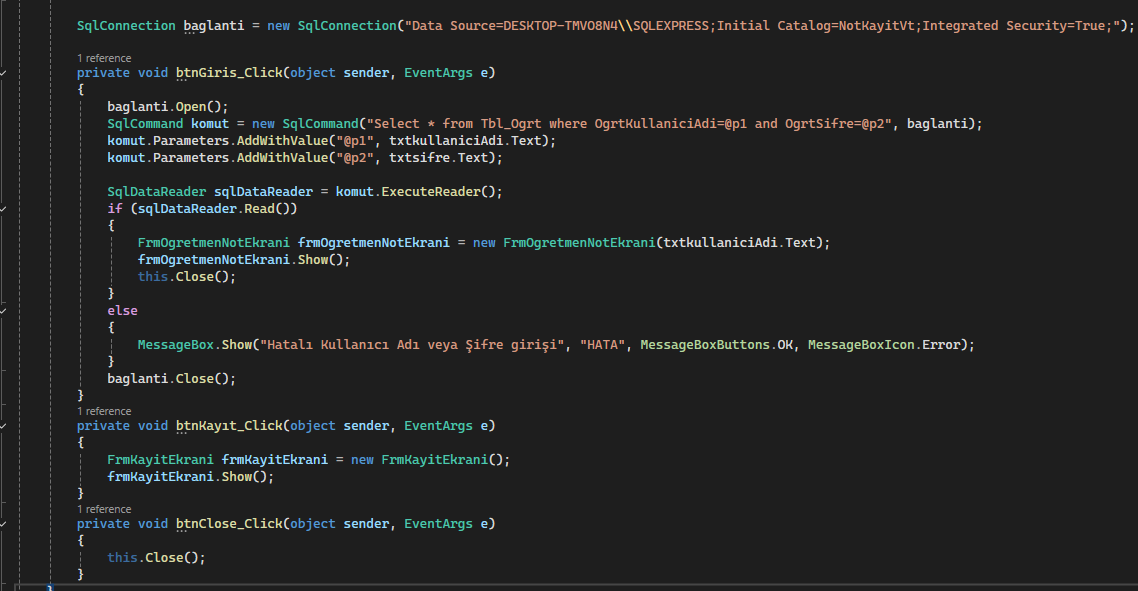 SqlConnection baglanti = new SqlConnection("Data Source=DESKTOP-TMVO8N4\\SQLEXPRESS;Initial Catalog=NotKayitVt;Integrated Security=True;");
1 reference
private void btnGiris_Click(object sender, EventArgs e)
{
baglanti.Open();
SqlCommand komut = new SqlCommand("Select * from Tbl_Ogrt where OgrtKullaniciAdi=@p1 and OgrtSifre=@p2", baglanti);
komut.Parameters.AddWithValue("@p1", txtkullaniciAdi.Text);
komut.Parameters.AddWithValue("@p2", txtsifre.Text);
SqlDataReader sqlDataReader = komut.ExecuteReader();
if (sqlDataReader.Read())
{
FrmOgretmenNotEkrani frmOgretmenNotEkrani = new FrmOgretmenNotEkrani(txtkullaniciAdi.Text);
frmOgretmenNotEkrani.Show();
this.Close();
}
else
{
MessageBox.Show("Hatalı Kullanıcı Adı veya Şifre girişi", "HATA", MessageBoxButtons.OK, MessageBoxIcon.Error);
}
baglanti.Close();
}
1 reference
private void btnKayıt_Click(object sender, EventArgs e)
{
FrmKayitEkrani frmKayitEkrani = new FrmKayitEkrani();
frmKayitEkrani.Show();
}
1 reference
private void btnClose_Click(object sender, EventArgs e)
{
this.Close();
}
}